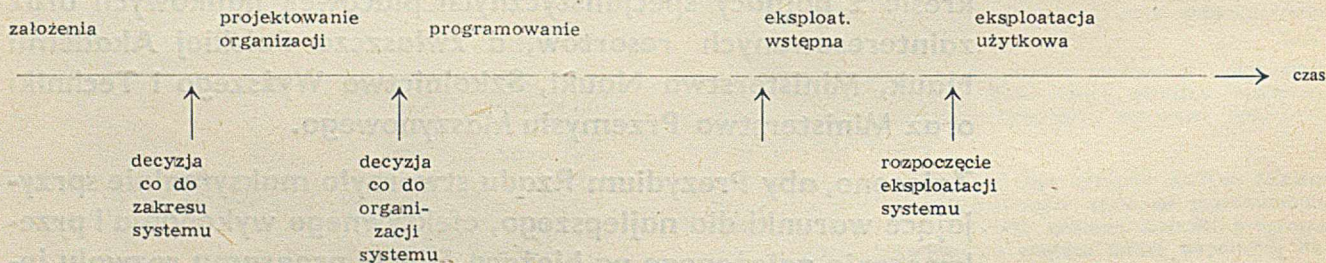 założenia
projektowanie
organizacji
programowanie
eksploat.
wstępna
eksploatacja
użytkowa
czas
decyzja
co do
zakresu
systemu
decyzja
co do
organi-
zacji
systemu
rozpoczęcie
eksploatacji
systemu